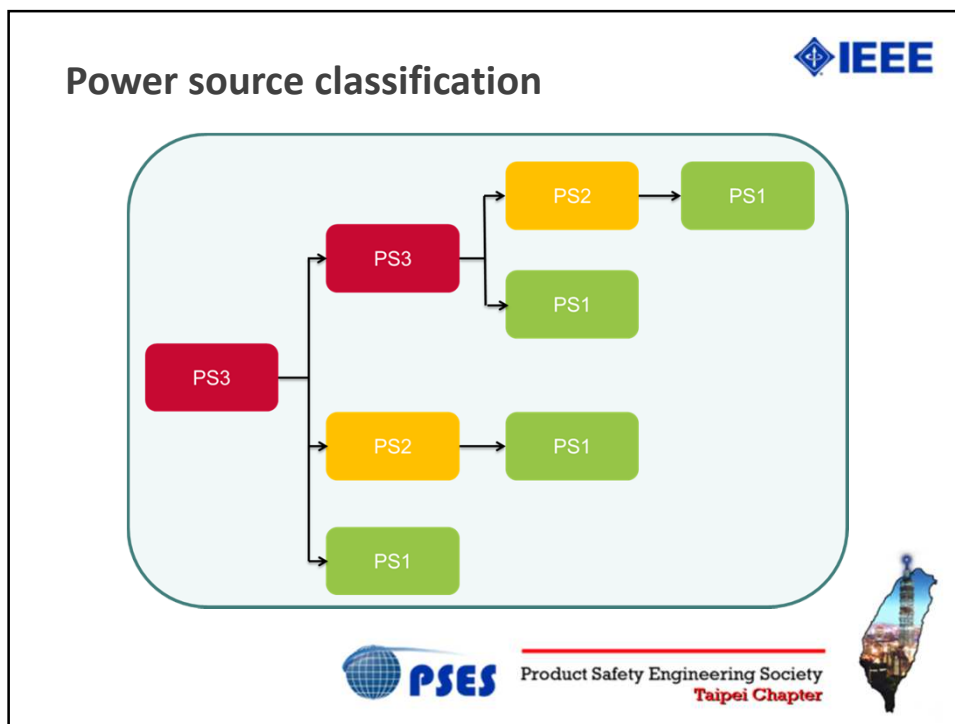 IEEE
Power source classification
PS2
PS1
PS3
PS1
PS3
PS2
PS1
PS1
PSES
Product Safety Engineering Society
Taipei Chapter